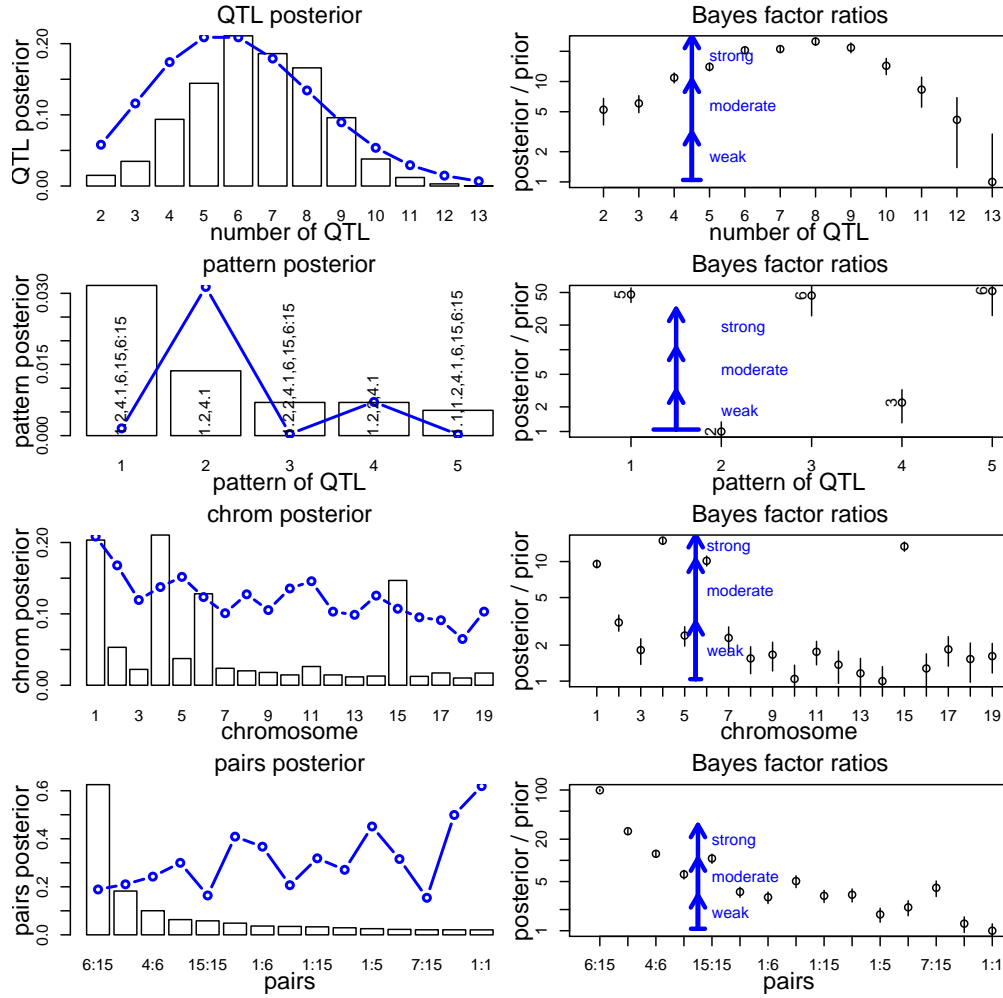 QTL posterior
QTL posterior
0.00 0.10 0.20
2 3 4 5 6 7 8 9 10 11 12 13
number of QTL
Bayes factor ratios
posterior / prior
1 2 5 10
strong
moderate
weak
2 3 4 5 6 7 8 9 10 11 12 13
number of QTL
pattern posterior
pattern posterior
0.000 0.015 0.030
2,4.1,6,15,6:15
1.2,4.1
2,4.1,6,15,6:15
4.1
1.2,4.1,6,15,6:15
1 2 3 4 5
pattern of QTL
Bayes factor ratios
posterior / prior
1 2 5 20 50
5
2
6
3
6
strong
moderate
weak
1 2 3 4 5
pattern of QTL
chrom posterior
chrom posterior
0.00 0.10 0.20
1 3 5 7 9 11 13 15 17 19
chromosome
Bayes factor ratios
posterior / prior
1 2 5 10
strong
moderate
weak
1 3 5 7 9 11 13 15 17 19
chromosome
pairs posterior
pairs posterior
0.0 0.2 0.4 0.6
6:15 4:6 15:15 1:6 1:15 1:5 7:15 1:1
pairs
Bayes factor ratios
posterior / prior
1 5 20 100
strong
moderate
weak
6:15 4:6 15:15 1:6 1:15 1:5 7:15 1:1
pairs